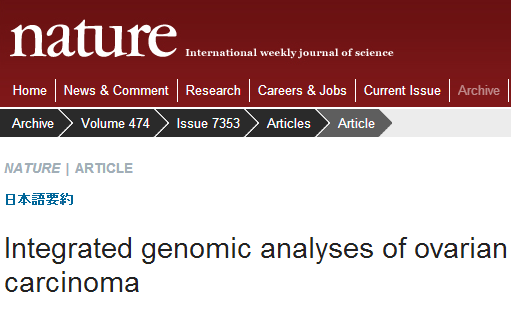 nature International weekly journal of science
Home News & Comment Research Careers & Jobs Current Issue Archive
Archive Volume 474 Issue 7353 Articles Article
NATURE | ARTICLE
日本語要約
Integrated genomic analyses of ovarian
carcinoma